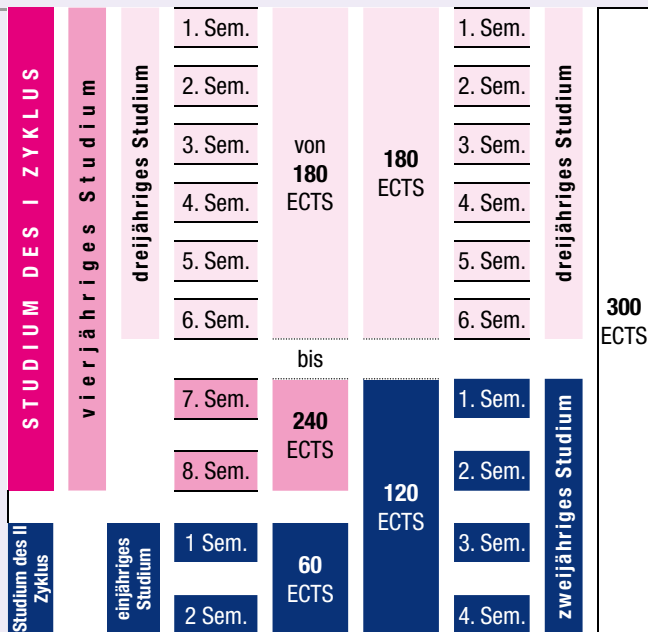 STUDIUM DES I ZYKLUS
vierjähriges Studium
dreijähriges Studium
1. Sem.
2. Sem.
3. Sem.
4. Sem.
5. Sem.
6. Sem.
7. Sem.
8. Sem.
von
180
ECTS
bis
240
ECTS
180
ECTS
1. Sem.
2. Sem.
3. Sem.
4. Sem.
5. Sem.
6. Sem.
dreijähriges Studium
300
ECTS
Studium des II
Zyklus
einjähriges
Studium
1 Sem.
2 Sem.
60
ECTS
120
ECTS
1. Sem.
2. Sem.
3. Sem.
4. Sem.
zweijähriges Studium